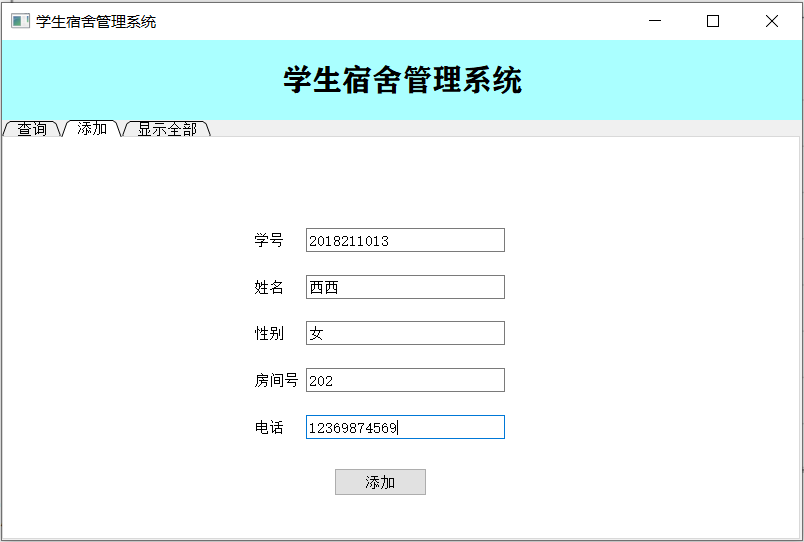 学生宿舍管理系统
学生宿舍管理系统
查询 添加 显示全部
学号 2018211013
姓名 西西
性别 女
房间号 202
电话 12369874569
添加